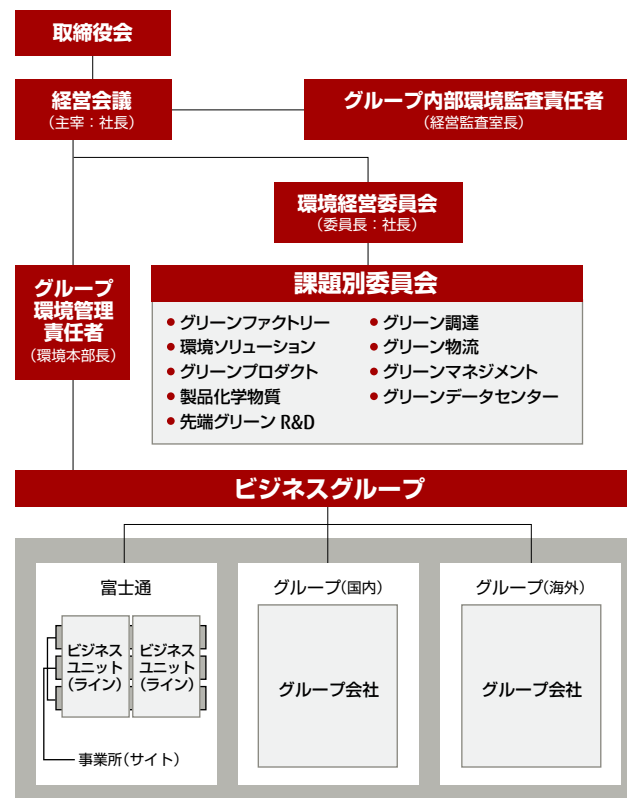 取締役会
経営会議
(主宰：社長)
グループ内部環境監査責任者
(経営監査室長)
環境経営委員会
(委員長：社長)
グループ
環境管理
責任者
(環境本部長)
課題別委員会
● グリーンファクトリー
● 環境ソリューション
● グリーンプロダクト
● 製品化学物質
● 先端グリーン R&D
● グリーン調達
● グリーン物流
● グリーンマネジメント
● グリーンデータセンター
ビジネスグループ
富士通
ビジネス
ユニット
(ライン)
ビジネス
ユニット
(ライン)
事業所(サイト)
グループ(国内)
グループ会社
グループ(海外)
グループ会社